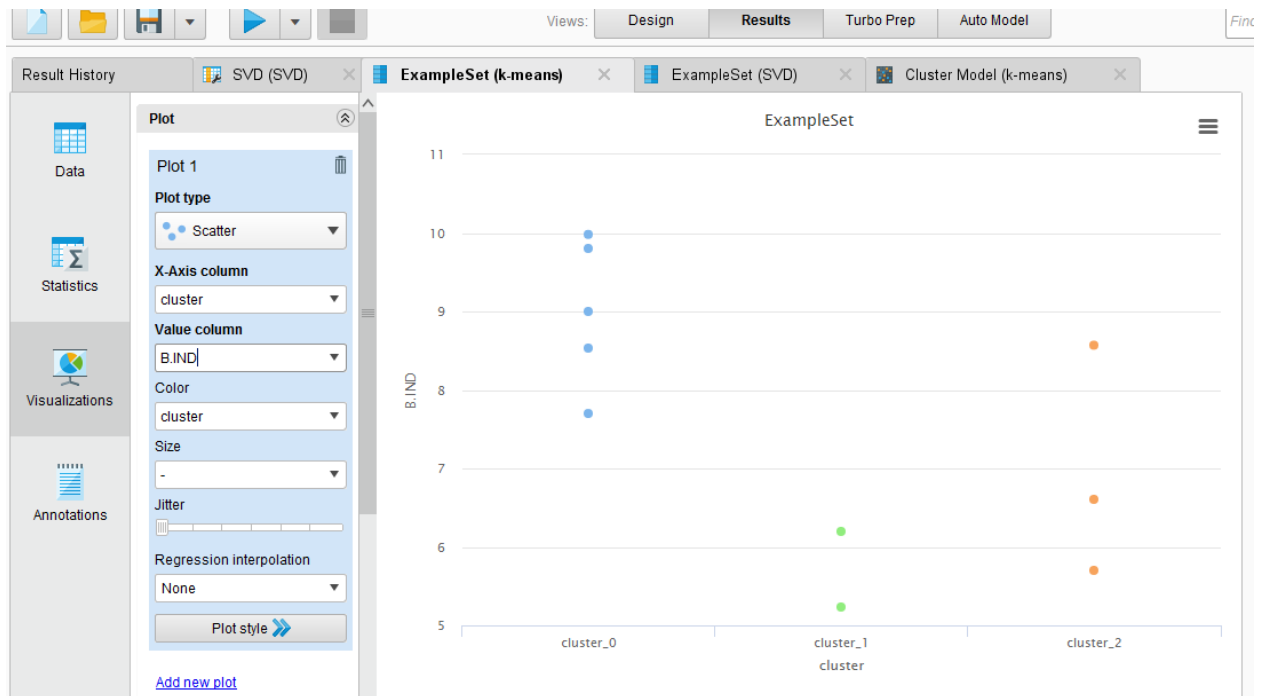 Views: Design Results Turbo Prep Auto Model Find
Result History SVD (SVD) ExampleSet (k-means) ExampleSet (SVD) Cluster Model (k-means)
Data
Statistics
Visualizations
Annotations
Plot
Plot 1
Plot type
Scatter
X-Axis column
cluster
Value column
B.IND
Color
cluster
Size
-
Jitter
Regression interpolation
None
Plot style
Add new plot
ExampleSet
B.IND
11
10
9
8
7
6
5
cluster_0 cluster_1 cluster_2
cluster